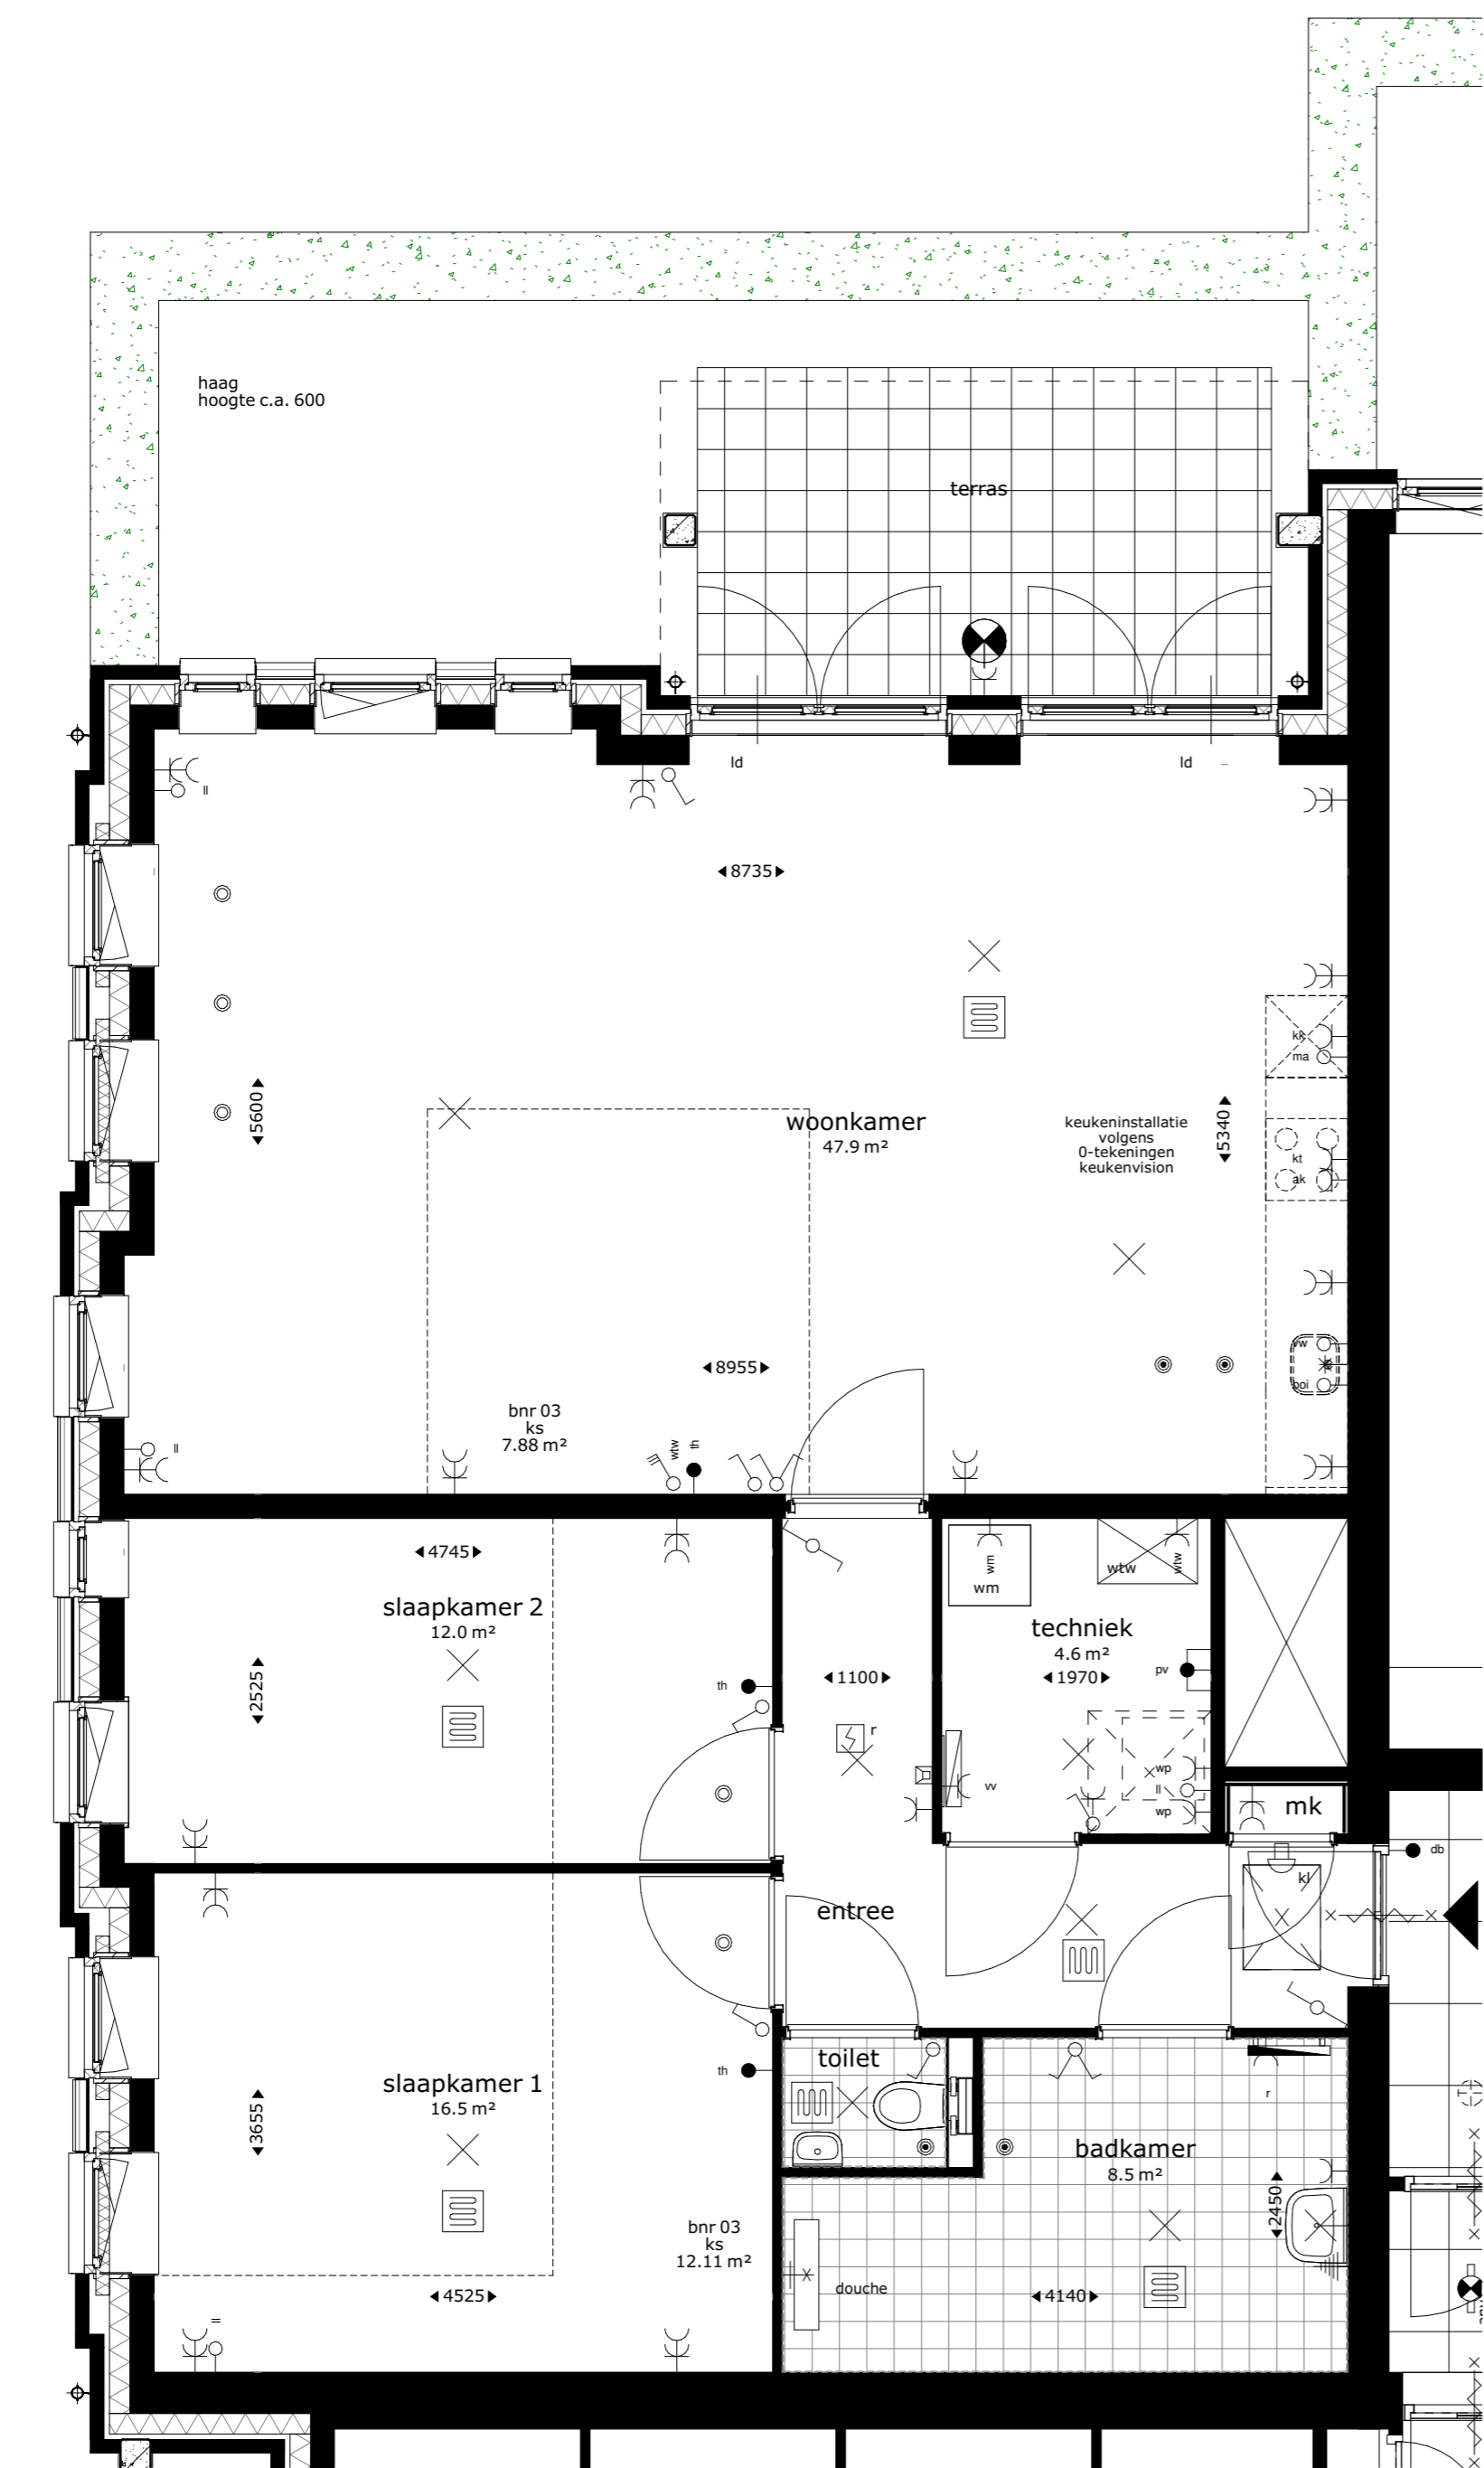 haag
hoogte c.a. 600
terras
ld
ld
ll
8735
kk
ma
5600
woonkamer
47.9 m²
keukeninstallatie
volgens
0-tekeningen
keukenvision
5340
kt
ak
vw
8955
boi
bnr 03
ks
7.88 m²
wtw
th
ll
4745
wm
wm
wtw
wtw
slaapkamer 2
12.0 m²
techniek
4.6 m²
2525
th
1100
1970
pv
r
vv
wp
ll
wp
mk
db
kl
entree
toilet
th
slaapkamer 1
16.5 m²
r
T
3655
badkamer
8.5 m²
2450
bnr 03
ks
12.11 m²
douche
4525
4140